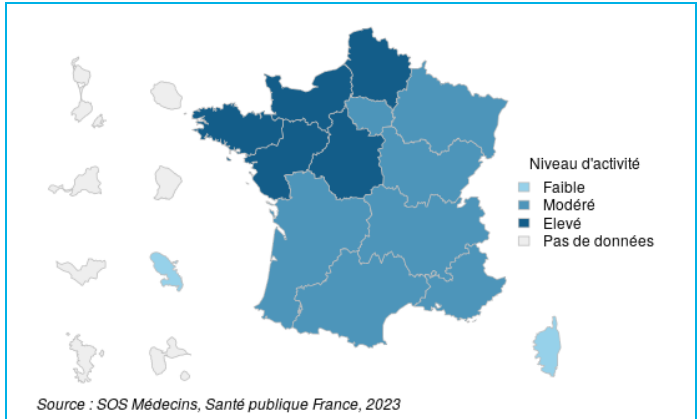 Niveau d'activité
Faible
Modéré
Elevé
Pas de données
Source : SOS Médecins, Santé publique France, 2023